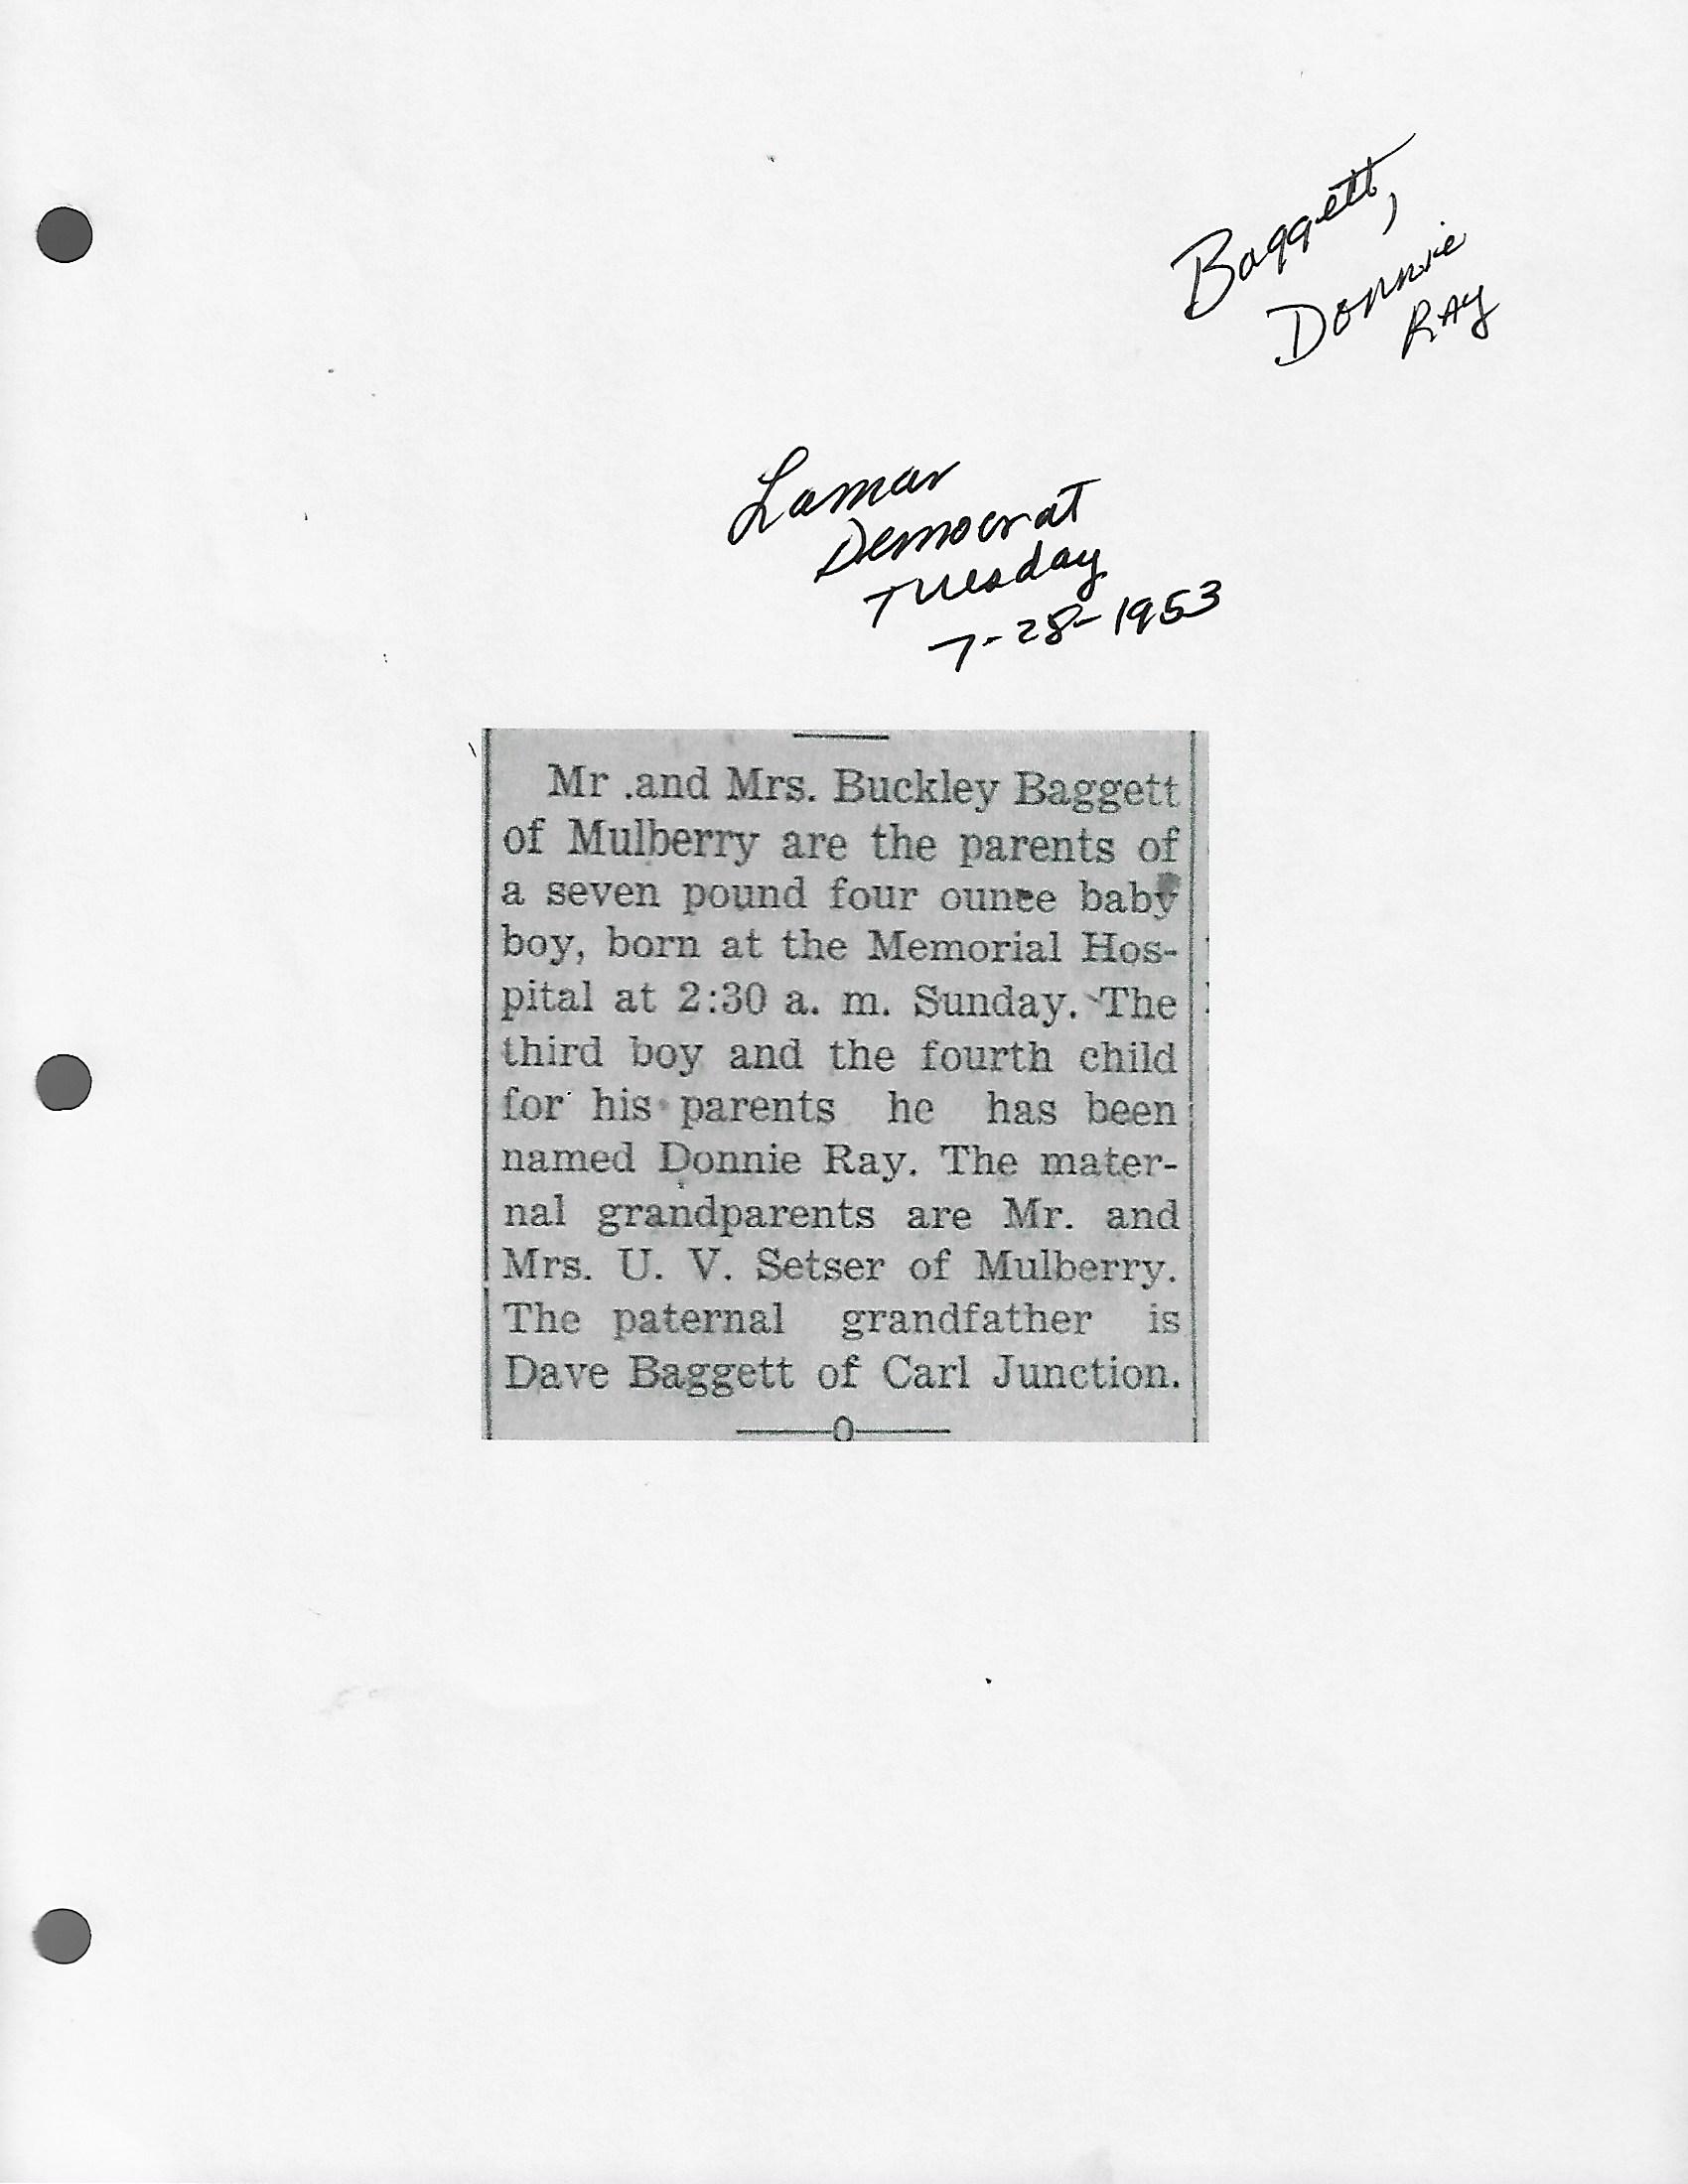 Baggett,
Donnie
Ray
Lamar
Democrat
Tuesday
7-28-1953
Mr .and Mrs. Buckley Baggett
of Mulberry are the parents of
a seven pound four ounce baby
boy, born at the Memorial Hos-
pital at 2:30 a. m. Sunday. The
third boy and the fourth child
for his parents he has been
named Donnie Ray. The mater-
nal grandparents are Mr. and
Mrs. U. V. Setser of Mulberry.
The paternal grandfather is
Dave Baggett of Carl Junction.
——O——